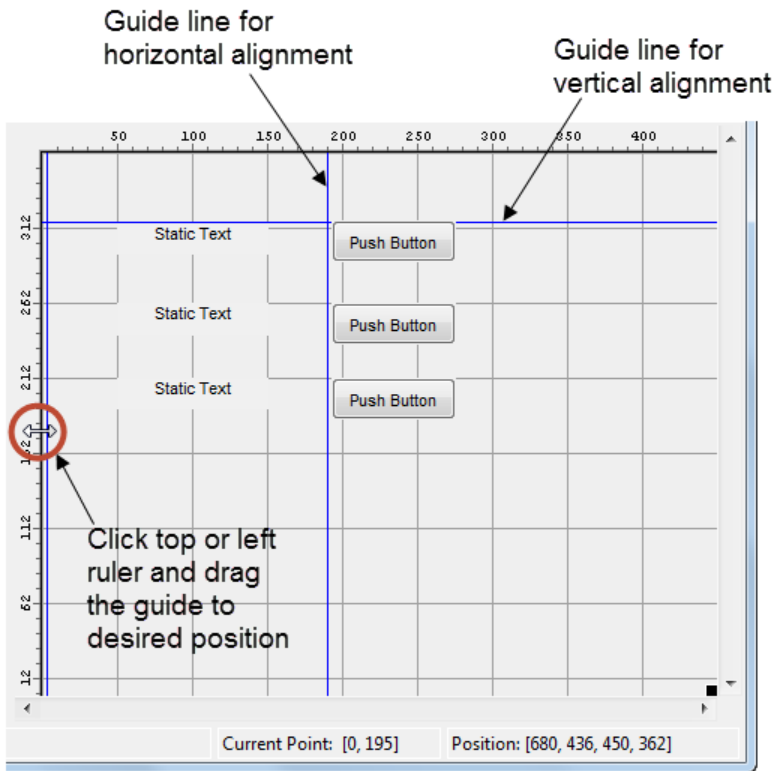 Guide line for
horizontal alignment
Guide line for
vertical alignment
50 100 150 200 250 300 350 400
312
Static Text
Push Button
262
Static Text
Push Button
212
Static Text
Push Button
112
Click top or left
ruler and drag
the guide to
desired position
62
12
Current Point: [0, 195] Position: [680, 436, 450, 362]